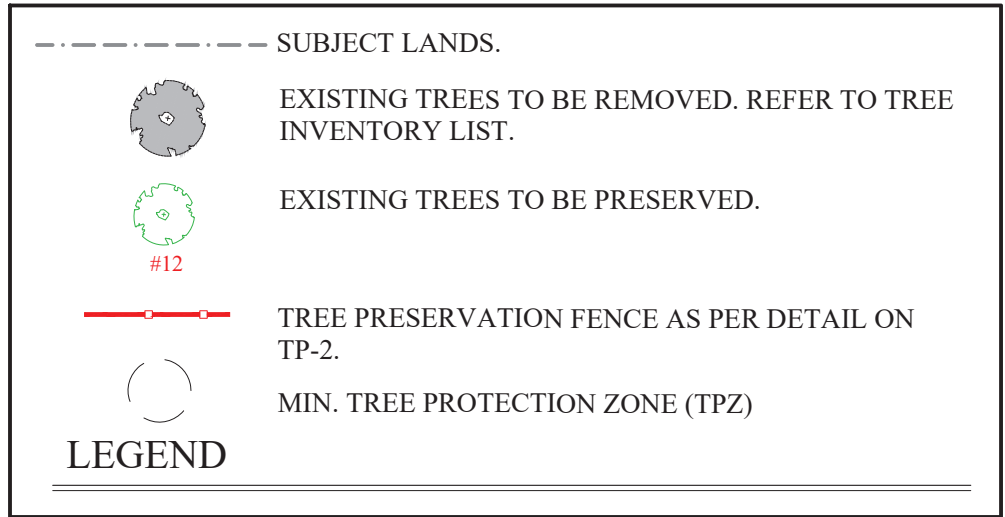 SUBJECT LANDS.
EXISTING TREES TO BE REMOVED. REFER TO TREE
INVENTORY LIST.
EXISTING TREES TO BE PRESERVED.
#12
TREE PRESERVATION FENCE AS PER DETAIL ON
TP-2.
MIN. TREE PROTECTION ZONE (TPZ)
LEGEND